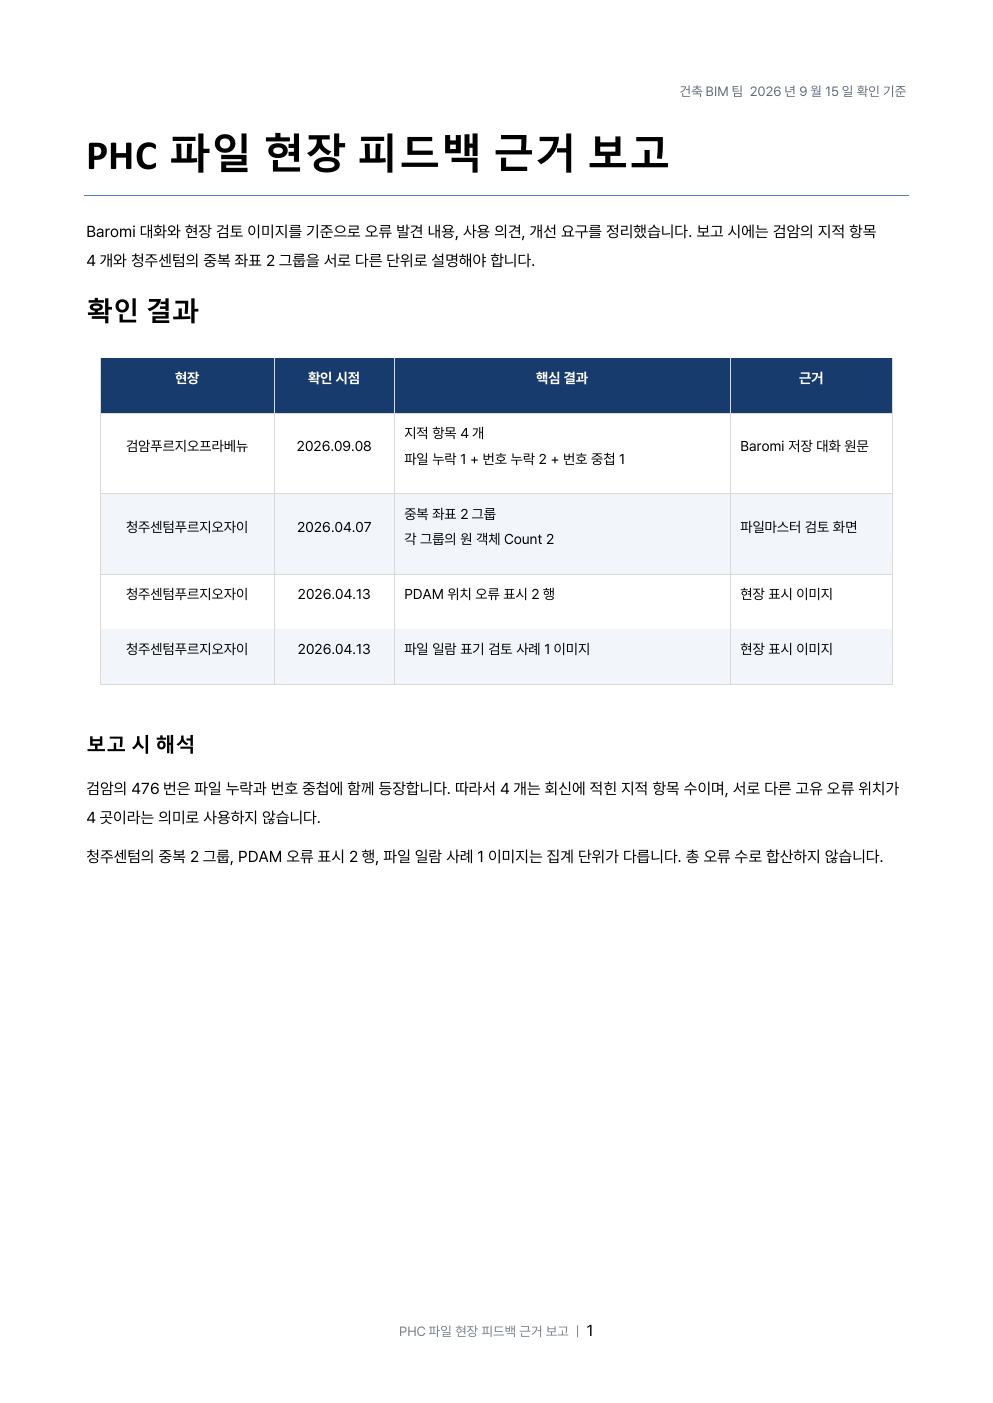 건축 BIM 팀 2026 년 9 월 15 일 확인 기준
PHC 파일 현장 피드백 근거 보고
Baromi 대화와 현장 검토 이미지를 기준으로 오류 발견 내용, 사용 의견, 개선 요구를 정리했습니다. 보고 시에는 검암의 지적 항목
4 개와 청주센텀의 중복 좌표 2 그룹을 서로 다른 단위로 설명해야 합니다.
확인 결과
현장 확인 시점 핵심 결과 근거
검암푸르지오프라베뉴 2026.09.08 지적 항목 4 개
파일 누락 1 + 번호 누락 2 + 번호 중첩 1 Baromi 저장 대화 원문
청주센텀푸르지오자이 2026.04.07 중복 좌표 2 그룹
각 그룹의 원 객체 Count 2 파일마스터 검토 화면
청주센텀푸르지오자이 2026.04.13 PDAM 위치 오류 표시 2 행 현장 표시 이미지
청주센텀푸르지오자이 2026.04.13 파일 일람 표기 검토 사례 1 이미지 현장 표시 이미지
보고 시 해석
검암의 476 번은 파일 누락과 번호 중첩에 함께 등장합니다. 따라서 4 개는 회신에 적힌 지적 항목 수이며, 서로 다른 고유 오류 위치가
4 곳이라는 의미로 사용하지 않습니다.
청주센텀의 중복 2 그룹, PDAM 오류 표시 2 행, 파일 일람 사례 1 이미지는 집계 단위가 다릅니다. 총 오류 수로 합산하지 않습니다.
PHC 파일 현장 피드백 근거 보고 | 1